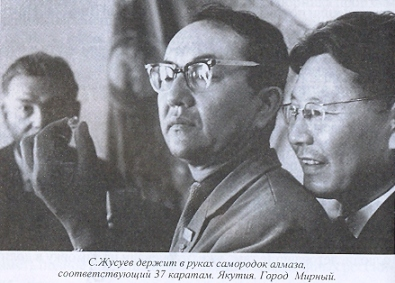 С.Жусуев держит в руках самородок алмаза,
соответствующий 37 каратам. Якутия. Город Мирный.